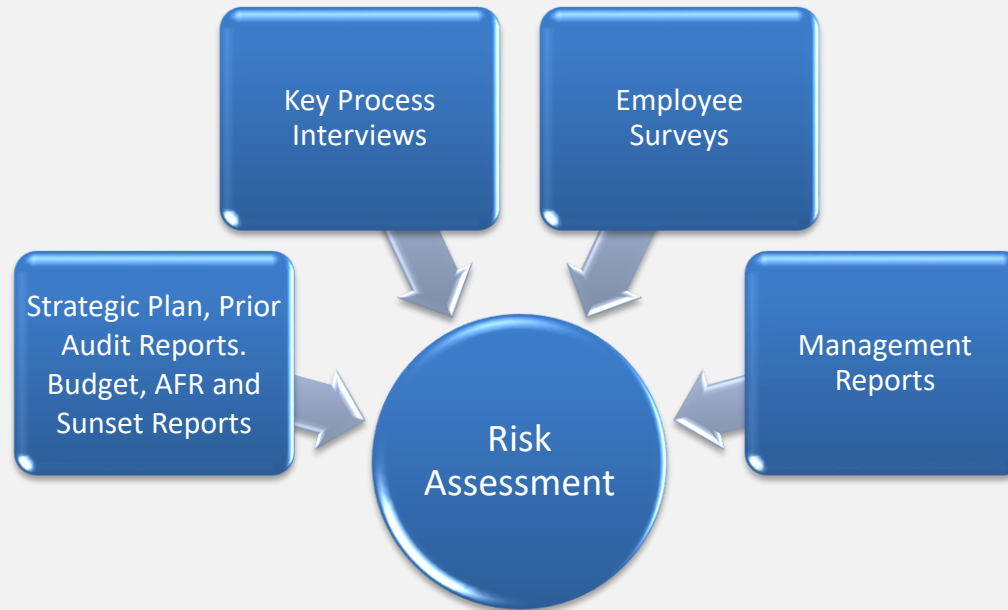 Key Process
Interviews
Employee
Surveys
Strategic Plan, Prior
Audit Reports.
Budget, AFR and
Sunset Reports
Management
Reports
Risk
Assessment